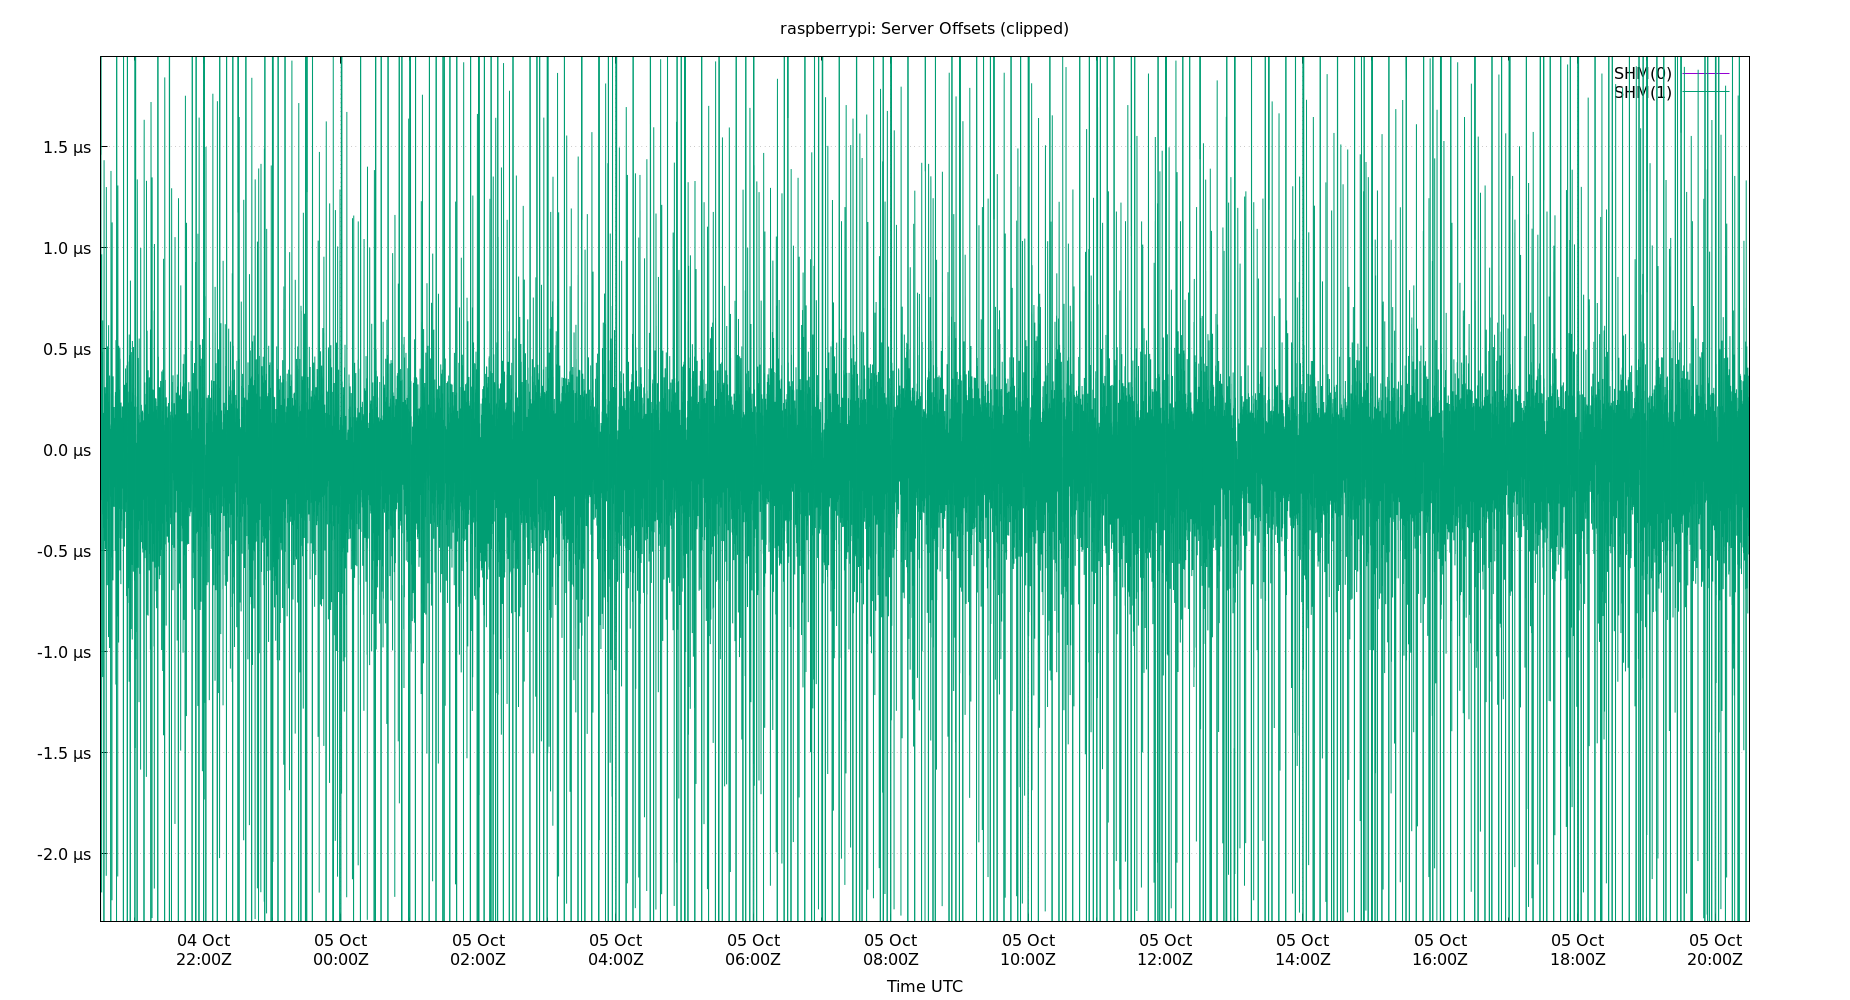 raspberrypi: Server Offsets (clipped)
SHM(0)
SHM(1)
1.5 µs
1.0 µs
0.5 µs
0.0 µs
-0.5 µs
-1.0 µs
-1.5 µs
-2.0 µs
04 Oct 05 Oct 05 Oct 05 Oct 05 Oct 05 Oct 05 Oct 05 Oct 05 Oct 05 Oct 05 Oct 05 Oct
22:00Z 00:00Z 02:00Z 04:00Z 06:00Z 08:00Z 10:00Z 12:00Z 14:00Z 16:00Z 18:00Z 20:00Z
Time UTC